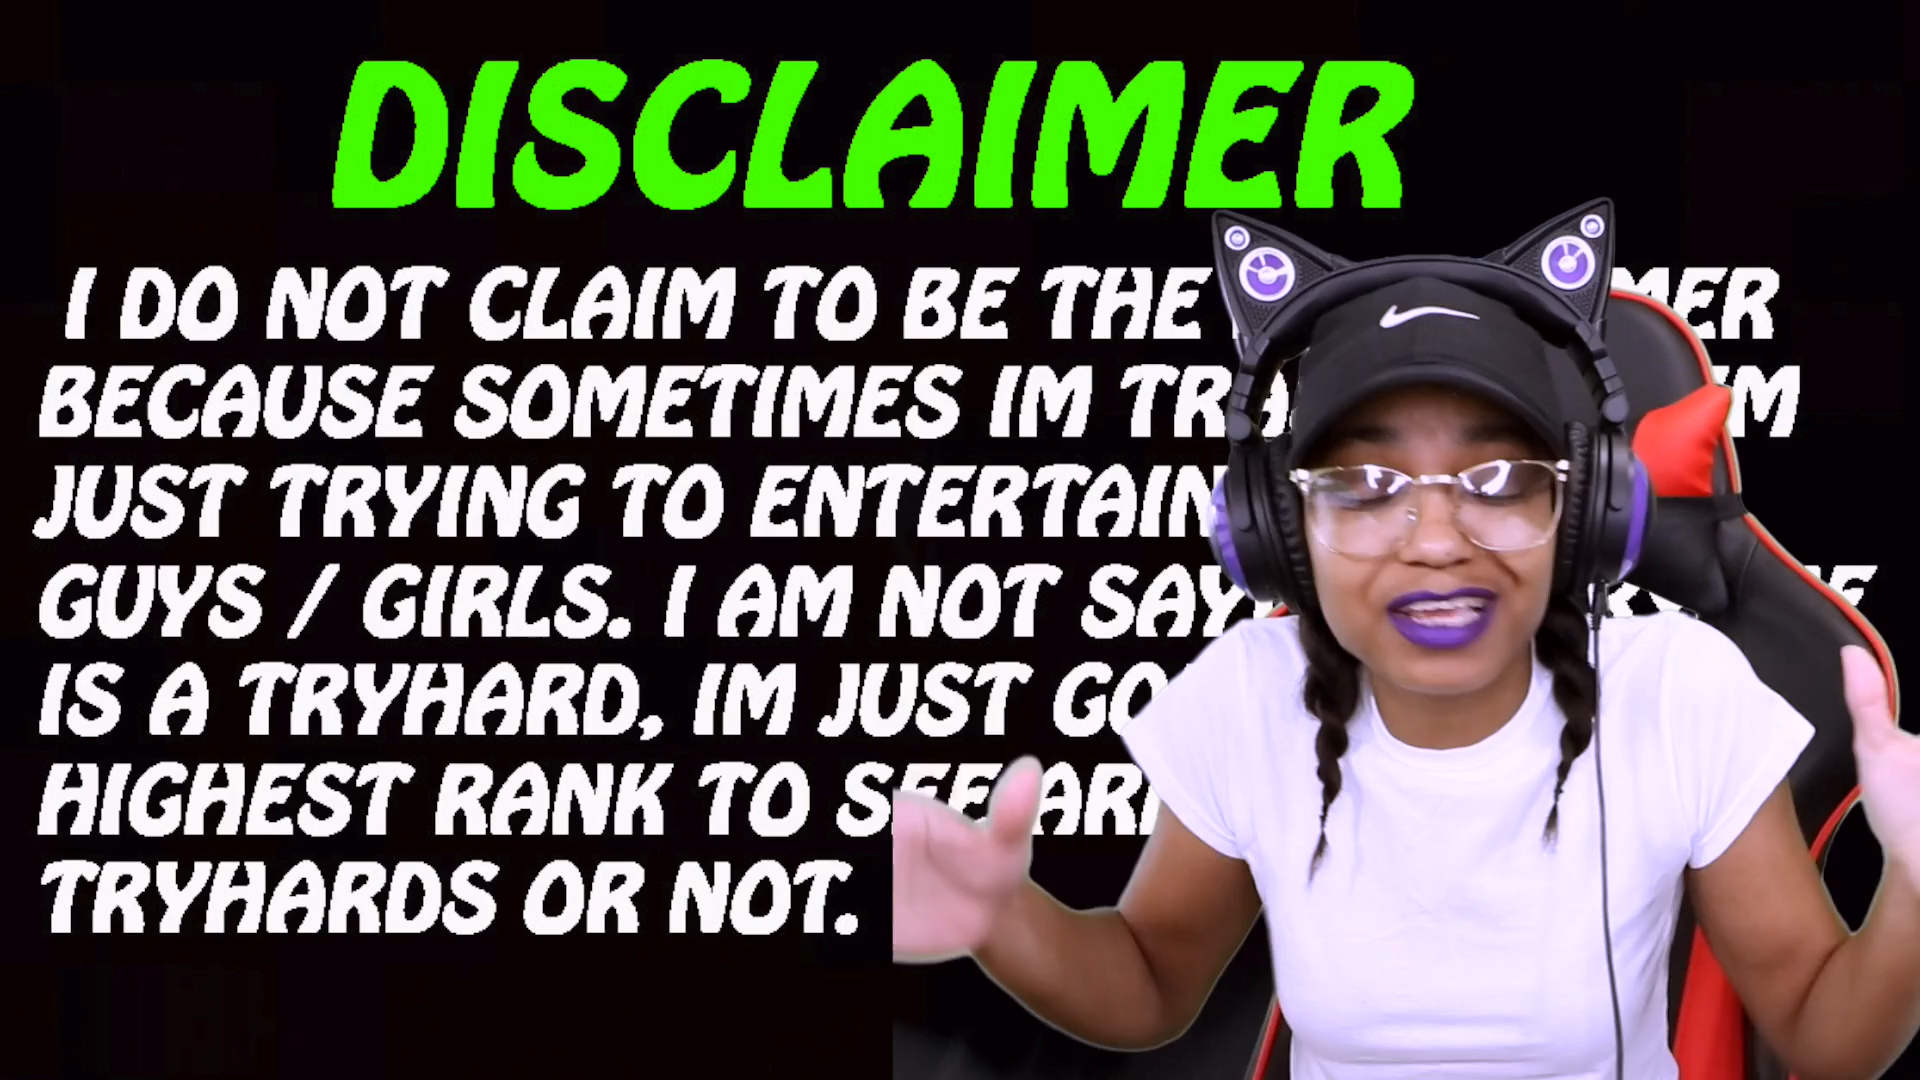 DISCLAIMER
I DO NOT CLAIM TO BE THE
BECAUSE SOMETIMES IM
JUST TRYING TO ENTERTAIN
GUYS / GIRLS. I AM NOT
IS A TRYHARD, IM JUST
HIGHEST RANK TO SEE
TRYHARDS OR NOT.